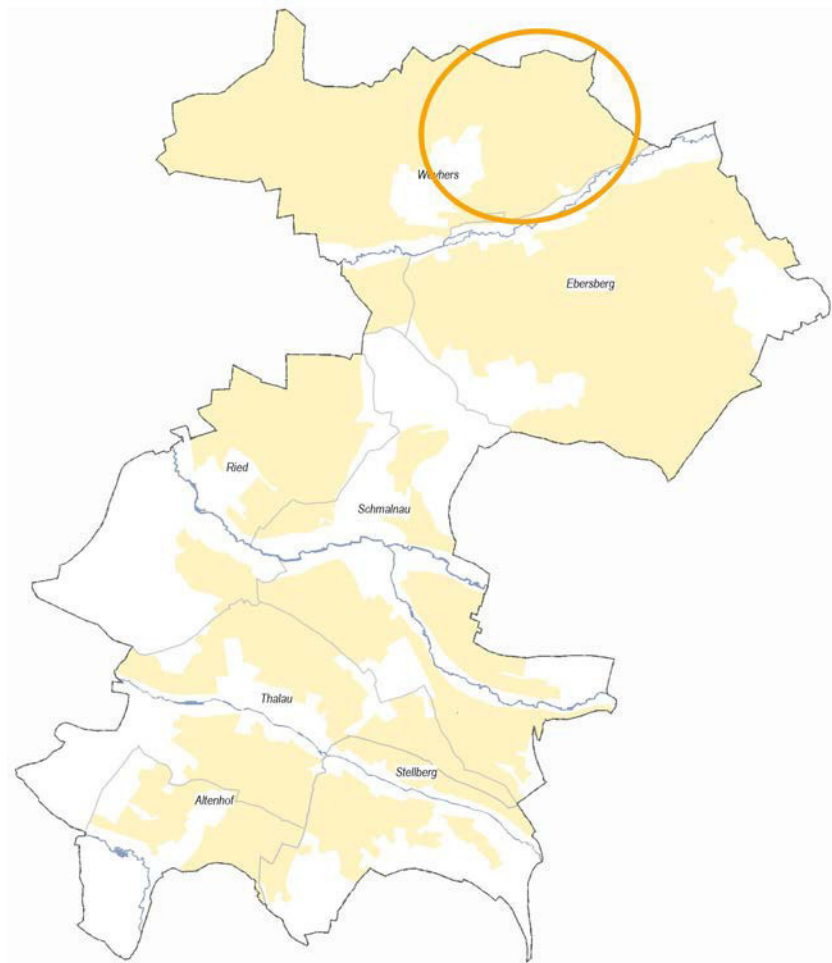 Weyhers
Ebersberg
Ried
Schmalnau
Thalau
Stellberg
Altenhof